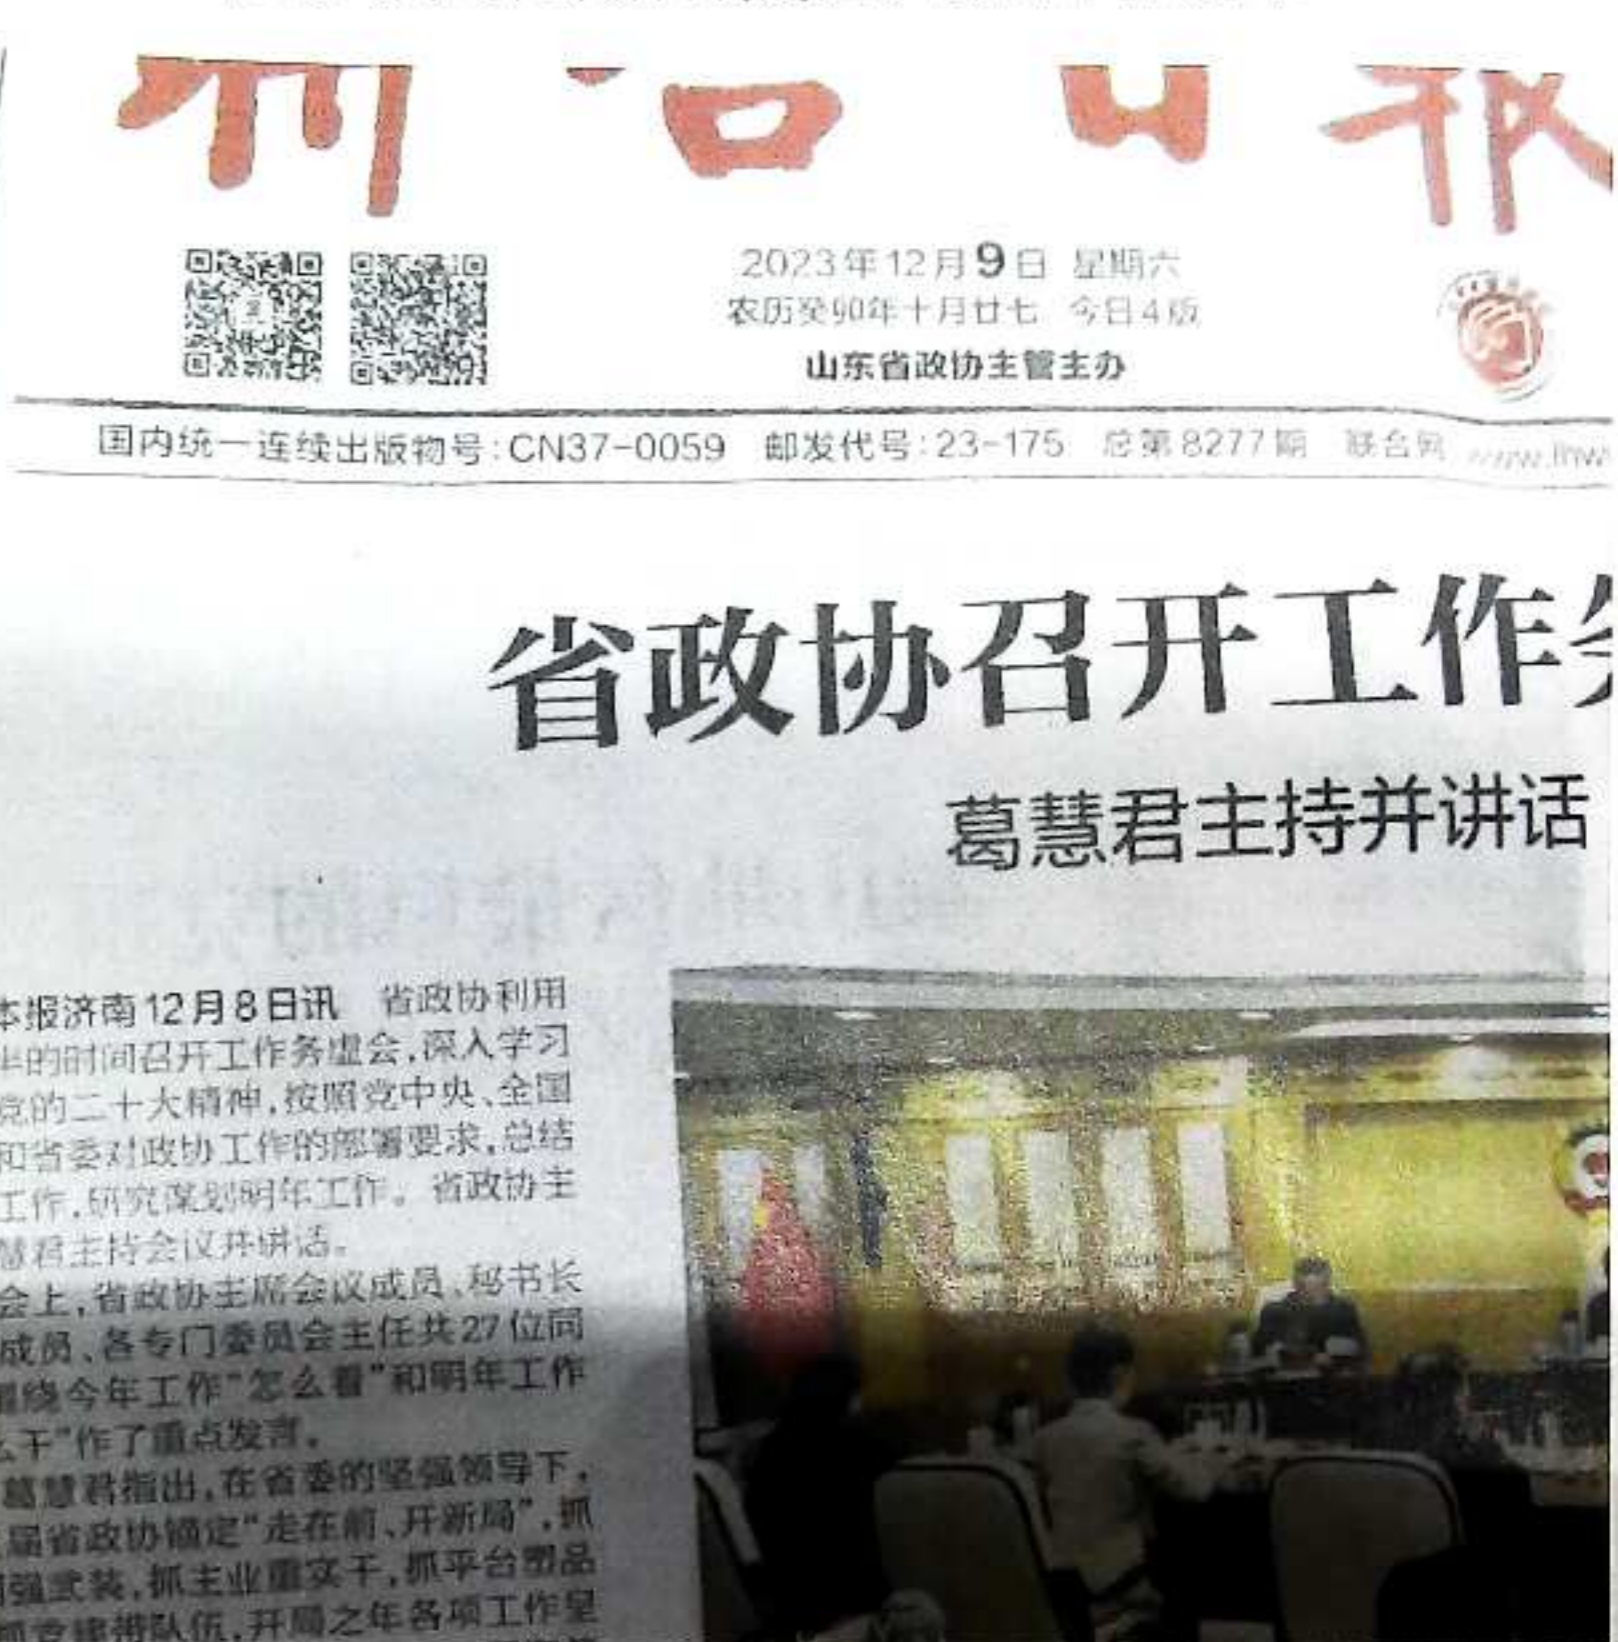 日报
2023年12月9日 星期六
农历癸卯年十月廿七 今日4版
山东省政协主管主办
国内统一连续出版物号:CN37-0059 邮发代号:23-175 总第8277期 联合网 www.lhw
省政协召开工作
葛慧君主持并讲话
本报济南12月8日讯 省政协利用
半的时间召开工作务虚会,深入学习
党的二十大精神,按照党中央、全国
和省委对政协工作的部署要求,总结
工作,研究谋划明年工作。省政协主
慧君主持会议并讲话。
会上,省政协主席会议成员、秘书长
成员、各专门委员会主任共27位同
围绕今年工作“怎么看”和明年工作
么干”作了重点发言。
葛慧君指出,在省委的坚强领导下,
届省政协锚定“走在前、开新局”,抓
强武装,抓主业重实干,抓平台塑品
抓党建带队伍,开局之年各项工作呈